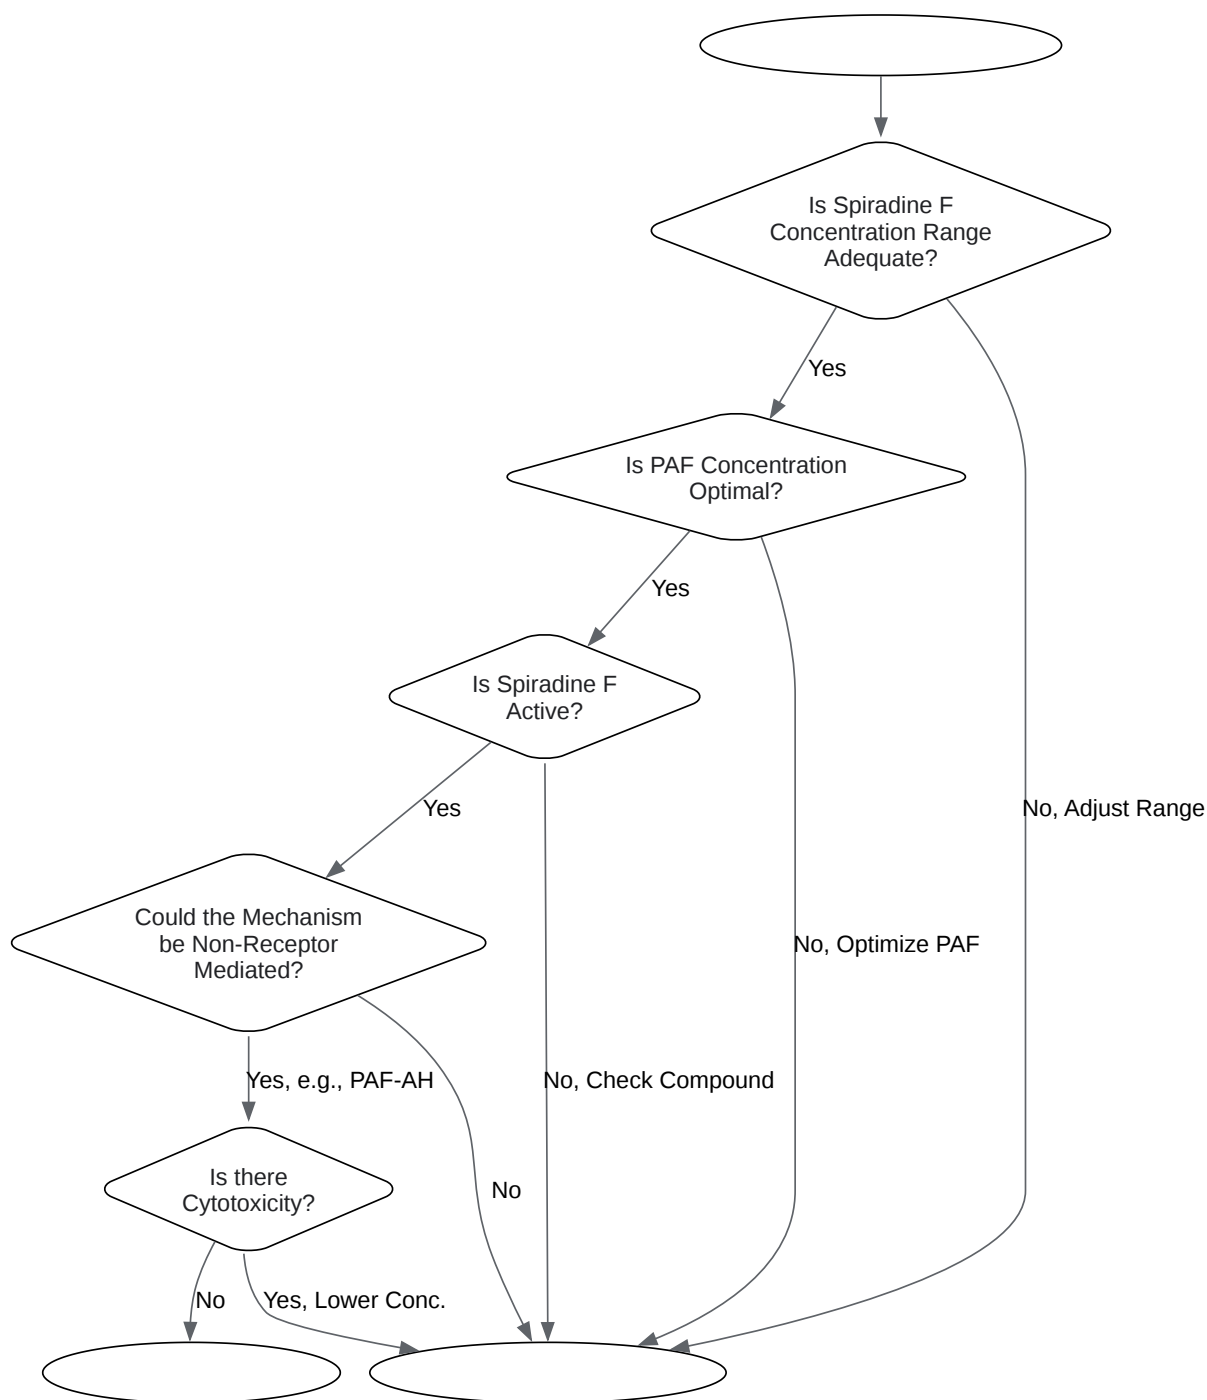 Is Spiradine F
Concentration Range
Adequate?
Yes
Is PAF Concentration
Optimal?
Yes
Is Spiradine F
Active?
Yes
No, Adjust Range
Could the Mechanism
be Non-Receptor
Mediated?
No, Optimize PAF
Yes, e.g., PAF-AH
No, Check Compound
Is there
Cytotoxicity?
No
No
Yes, Lower Conc.